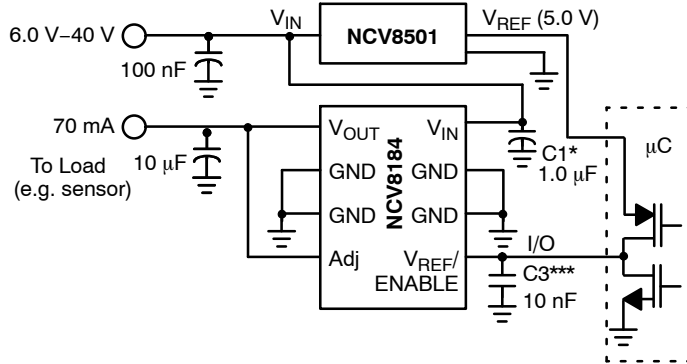 V_IN
NCV8501
V_REF (5.0 V)
6.0 V–40 V
100 nF
70 mA
10 μF
To Load
(e.g. sensor)
V_OUT
V_IN
NCV8184
GND
GND
GND
GND
Adj
V_REF/
ENABLE
C1*
1.0 μF
μC
I/O
C3***
10 nF